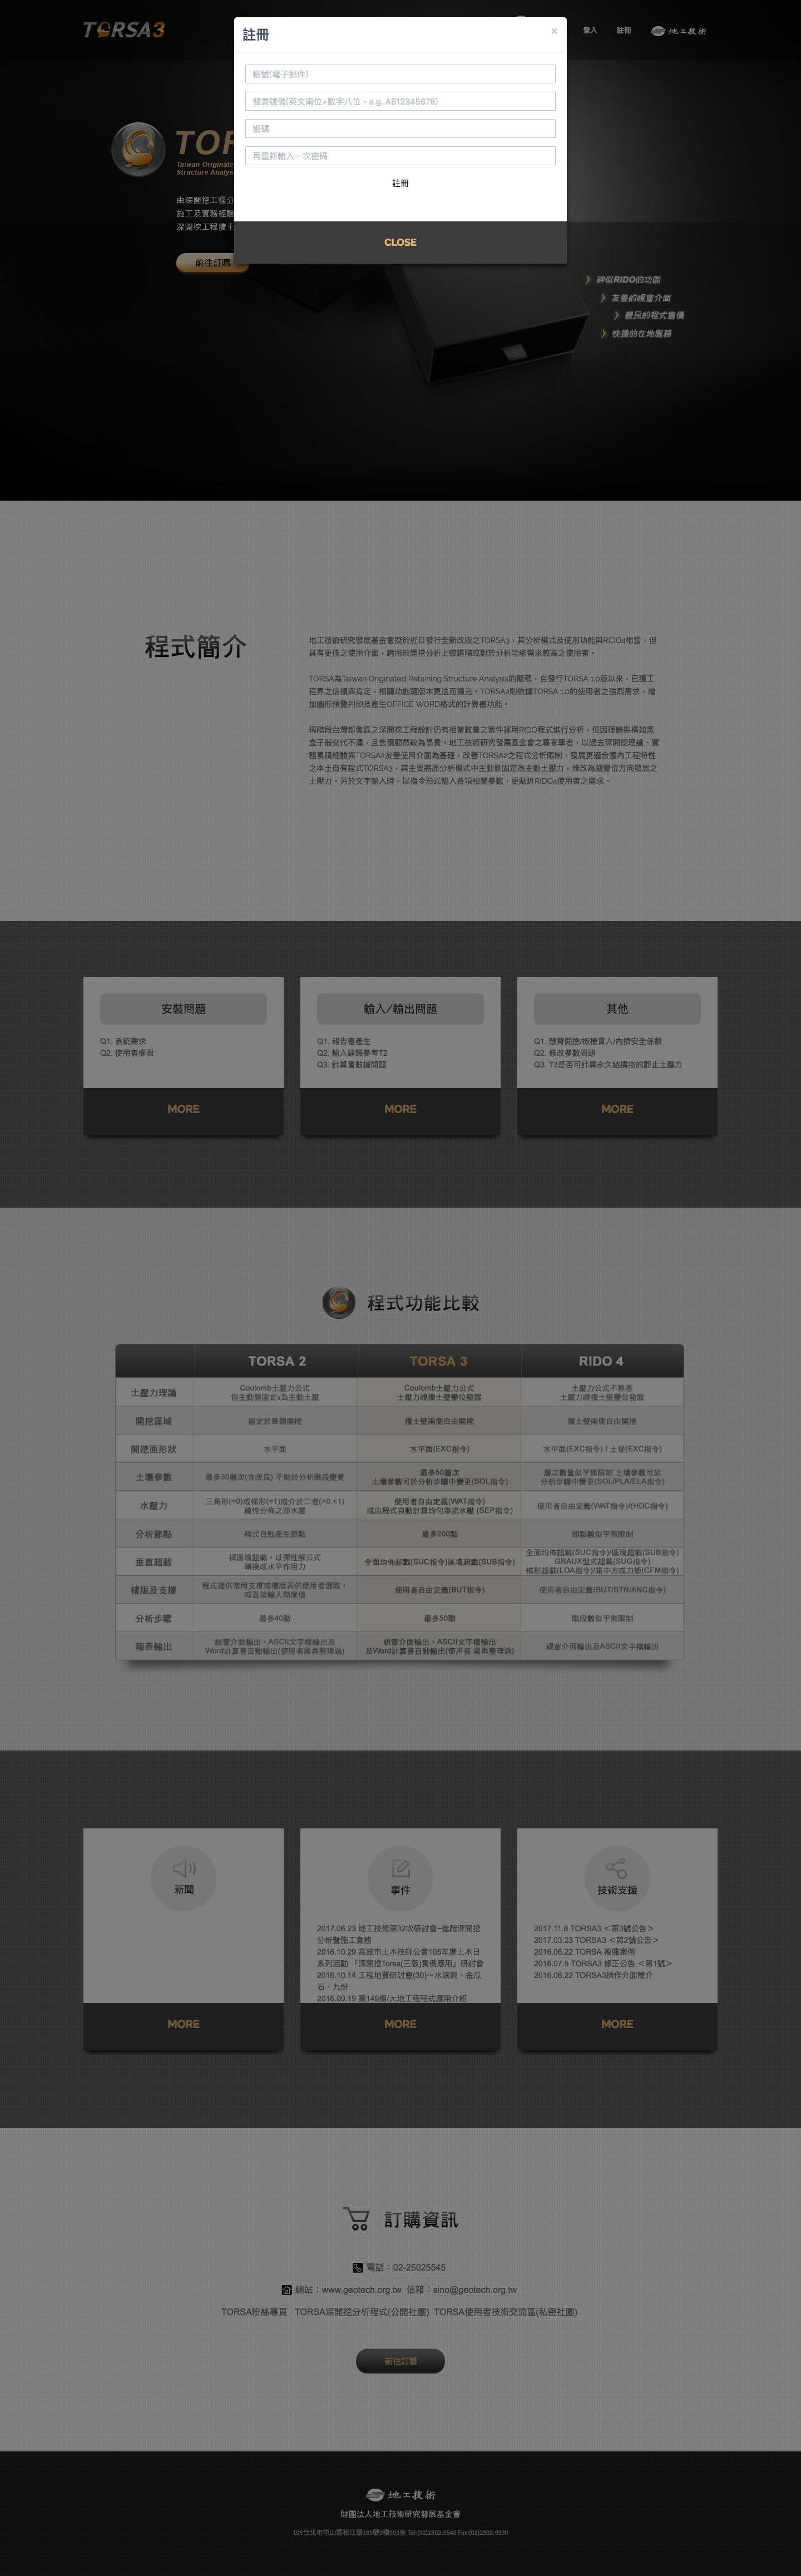 TORSA3
登入
註冊
地工技術
註冊
×
帳號(電子郵件)
發票號碼(英文兩位+數字八位，e.g. AB12345678)
密碼
再重新輸入一次密碼
註冊
CLOSE
TOR
Taiwan Originate
Structure Analys
由深開挖工程分
施工及實務經驗
深開挖工程擋土
前往訂購
神似RIDO的功能
友善的視窗介面
親民的程式售價
快捷的在地服務
程式簡介
地工技術研究發展基金會擬於近日發行全新改版之TORSA3，其分析模式及使用功能與RIDO4相當，但
具有更佳之使用介面，適用於開挖分析上較進階或對於分析功能需求較高之使用者。
TORSA為Taiwan Originated Retaining Structure Analysis的簡稱，自發行TORSA 1.0版以來，已獲工
程界之信賴與肯定，相關功能隨版本更迭而擴充。TORSA2則依據TORSA 1.0的使用者之強烈需求，增
加圖形預覽列印及產生OFFICE WORD格式的計算書功能。
現階段台灣都會區之深開挖工程設計仍有相當數量之案件採用RIDO程式進行分析，但因理論架構如黑
盒子般交代不清，且售價顯然較為昂貴。地工技術研究發展基金會之專家學者，以過去深開挖理論、實
務累積經驗與TORSA2友善使用介面為基礎，改善TORSA2之程式分析限制，發展更適合國內工程特性
之本土自有程式TORSA3，其主要將原分析模式中主動側固定為主動土壓力，修改為隨變位方向發展之
土壓力。另於文字輸入時，以指令形式輸入各項相關參數，更貼近RIDO4使用者之需求。
安裝問題
Q1. 系統需求
Q2. 使用者權限
MORE
輸入/輸出問題
Q1. 報告書產生
Q2. 輸入建議參考T2
Q3. 計算書數據問題
MORE
其他
Q1. 懸臂開挖/板樁貫入/內擠安全係數
Q2. 修改參數問題
Q3. T3是否可計算永久結構物的靜止土壓力
MORE
程式功能比較
TORSA 2 TORSA 3 RIDO 4
土壓力理論 Coulomb土壓力公式 但主動側固定為主動土壓 Coulomb土壓力公式 土壓力視擋土壁變位發展 土壓力公式不熟悉 土壓力視擋土壁變位發展
開挖區域 固定於單側開挖 擋土壁兩側自由開挖 擋土壁兩側自由開挖
開挖面形狀 水平面 水平面(EXC指令) 水平面(EXC指令) / 土堤(EXC指令)
土壤參數 最多30層次(含改良) 不能於分析階段變更 最多50層次 土壤參數可於分析步驟中變更(SOL指令) 層次數量似乎無限制 土壤參數可於 分析步驟中變更(SOL/PLA/ELA指令)
水壓力 三角形(=0)或梯形(=1)或介於二者(>0,<1) 線性分佈之淨水壓 使用者自由定義(WAT指令) 或由程式自動計算均勻滲流水壓 (SEP指令) 使用者自由定義(WAT指令)/(HDC指令)
分析節點 程式自動產生節點 最多200點 節點數似乎無限制
垂直超載 採區塊超載，以彈性解公式 轉換成水平作用力 全面均佈超載(SUC指令)區塊超載(SUB指令) 全面均佈超載(SUC指令)/區塊超載(SUB指令) GRAUX型式超載(SUG指令) 梯形超載(LOA指令)/集中力或力矩(CFM指令)
樓版及支撐 程式提供常用支撐或樓版表供使用者選取， 或直接輸入勁度值 使用者自由定義(BUT指令) 使用者自由定義(BUT/STR/ANC指令)
分析步驟 最多40階 最多50階 階段數似乎無限制
報表輸出 視窗介面輸出、ASCII文字檔輸出及 Word計算書自動輸出(使用者需再整理過) 視窗介面輸出、ASCII文字檔輸出 及Word計算書自動輸出(使用者 需再整理過) 視窗介面輸出及ASCII文字檔輸出
新聞
MORE
事件
2017.06.23 地工技術第32次研討會~進階深開挖
分析暨施工實務
2016.10.29 高雄市土木技師公會105年度土木日
系列活動 「深開挖Torsa(三版)實例應用」研討會
2016.10.14 工程地質研討會(30)～水湳洞、金瓜
石、九份
2016.09.19 第149期/大地工程程式應用介紹
MORE
技術支援
2017.11.8 TORSA3 ＜第3號公告＞
2017.03.23 TORSA3 ＜第2號公告＞
2016.06.22 TORSA 複籠案例
2016.07.5 TORSA3 修正公告 ＜第1號＞
2016.06.22 TORSA3操作介面簡介
MORE
訂購資訊
電話：02-25025545
網站：www.geotech.org.tw 信箱：sino@geotech.org.tw
TORSA粉絲專頁 TORSA深開挖分析程式(公開社團) TORSA使用者技術交流區(私密社團)
前往訂購
地工技術
財團法人地工技術研究發展基金會
105台北市中山區松江路185號9樓903室 Tel:(02)2502-5545 Fax:(02)2502-9930